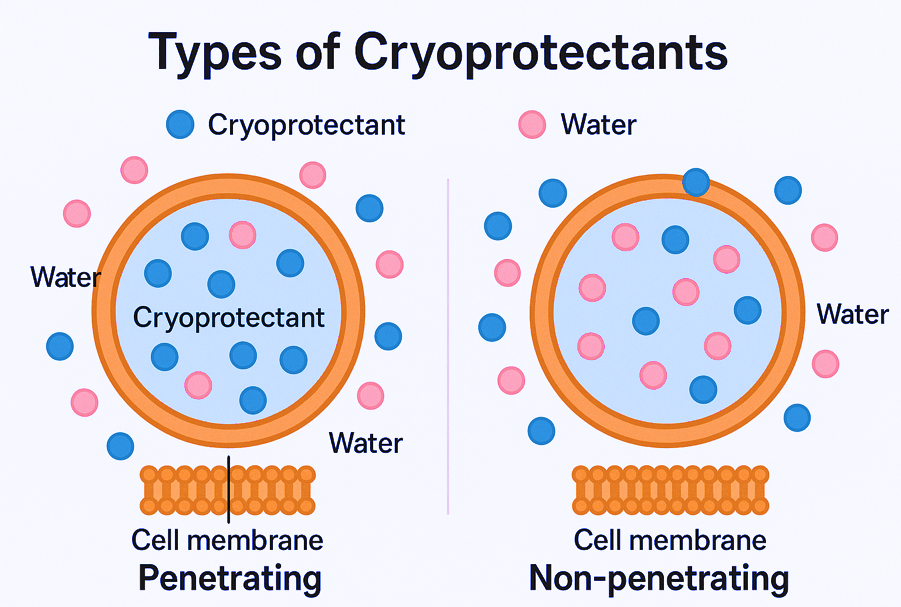 Types of Cryoprotectants
Cryoprotectant
Water
Water
Cryoprotectant
Water
Cell membrane
Penetrating
Water
Cell membrane
Non-penetrating